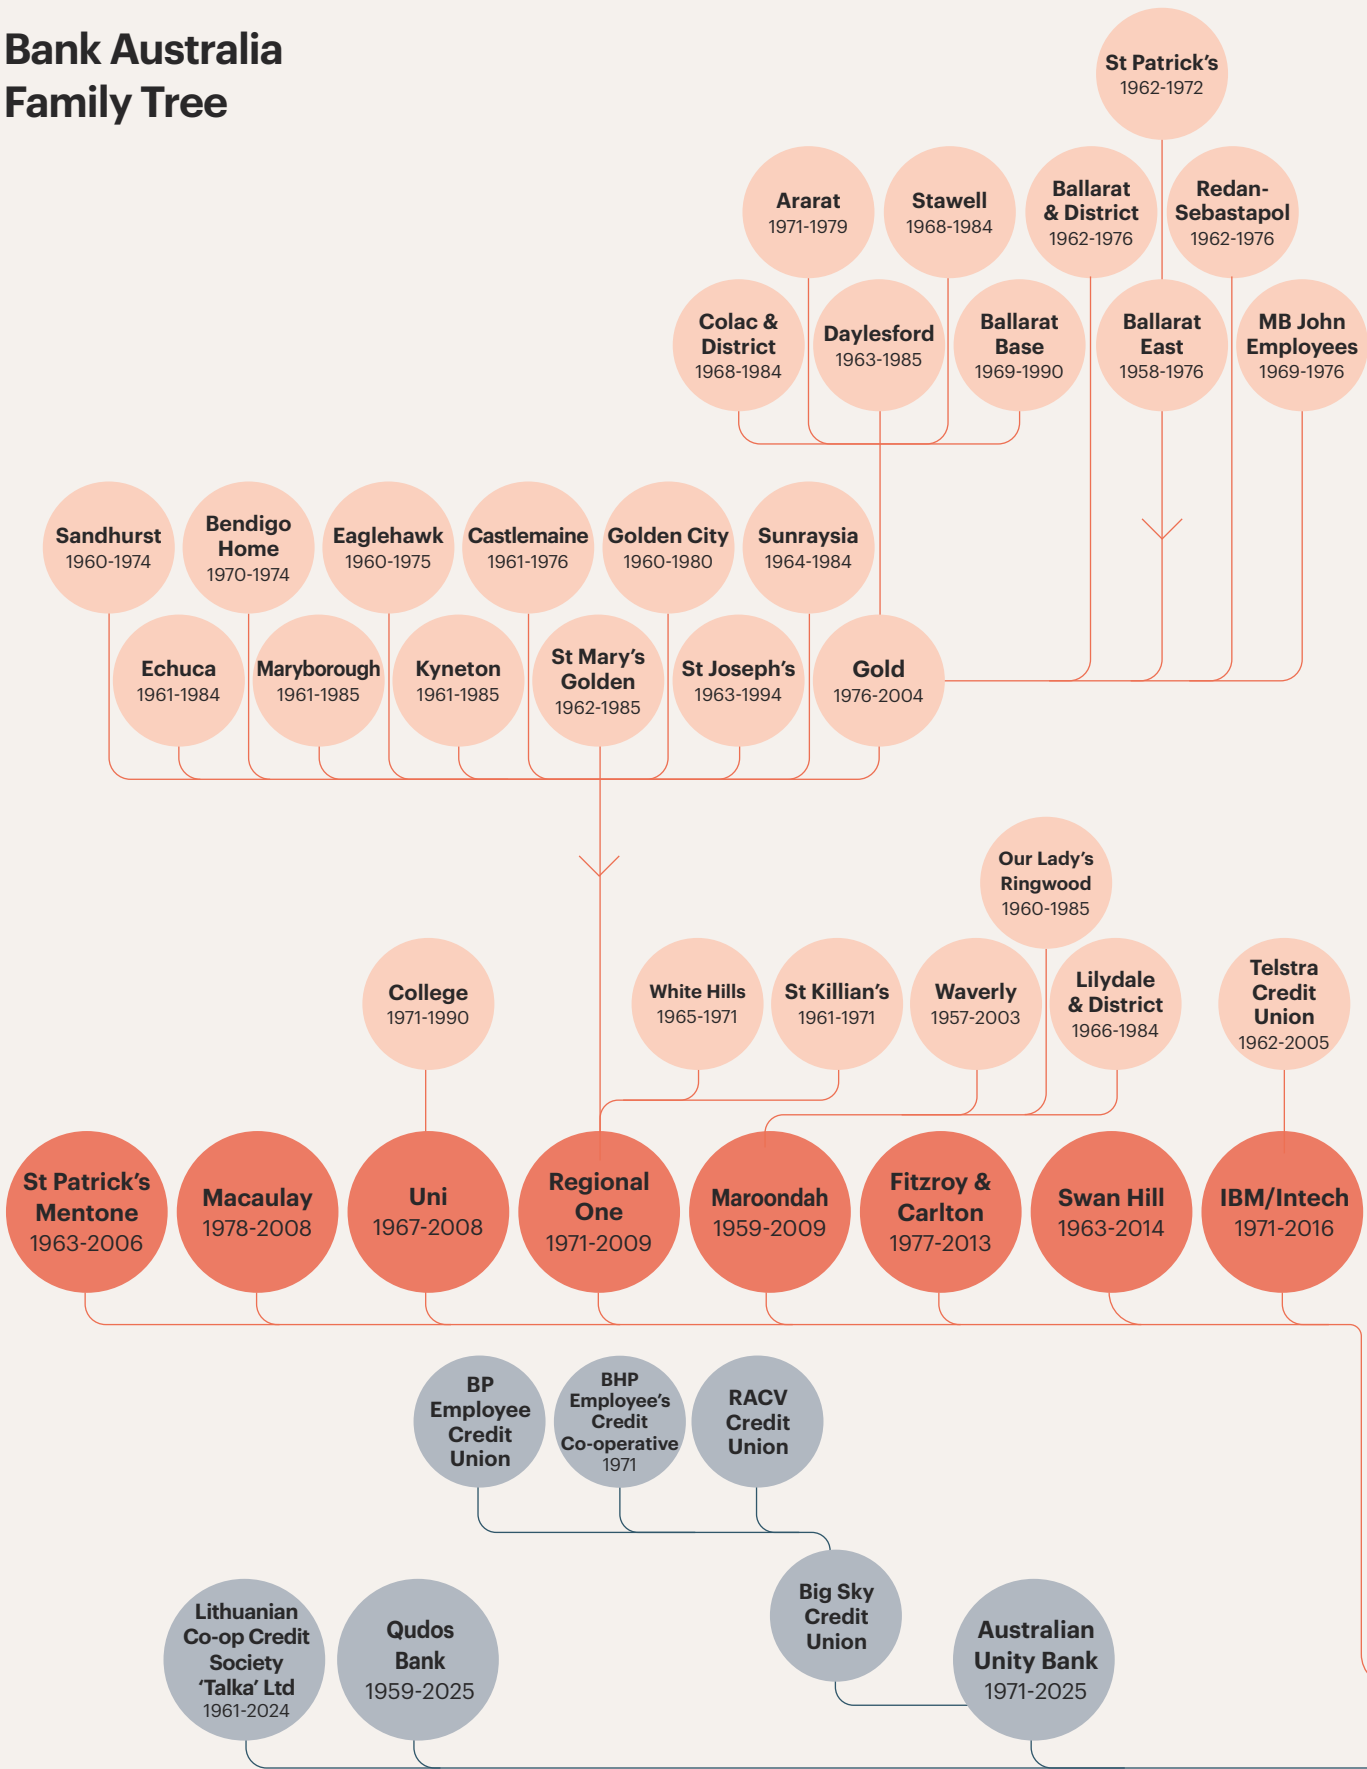 Bank Australia
Family Tree
St Patrick's
1962-1972
Ararat
1971-1979
Stawell
1968-1984
Ballarat
& District
1962-1976
Redan-
Sebastapol
1962-1976
Colac &
District
1968-1984
Daylesford
1963-1985
Ballarat
Base
1969-1990
Ballarat
East
1958-1976
MB John
Employees
1969-1976
Sandhurst
1960-1974
Bendigo
Home
1970-1974
Eaglehawk
1960-1975
Castlemaine
1961-1976
Golden City
1960-1980
Sunraysia
1964-1984
Echuca
1961-1984
Maryborough
1961-1985
Kyneton
1961-1985
St Mary's
Golden
1962-1985
St Joseph's
1963-1994
Gold
1976-2004
Our Lady's
Ringwood
1960-1985
College
1971-1990
White Hills
1965-1971
St Killian's
1961-1971
Waverly
1957-2003
Lilydale
& District
1966-1984
Telstra
Credit
Union
1962-2005
St Patrick's
Mentone
1963-2006
Macaulay
1978-2008
Uni
1967-2008
Regional
One
1971-2009
Maroondah
1959-2009
Fitzroy &
Carlton
1977-2013
Swan Hill
1963-2014
IBM/Intech
1971-2016
BP
Employee
Credit
Union
BHP
Employee's
Credit
Co-operative
1971
RACV
Credit
Union
Big Sky
Credit
Union
Lithuanian
Co-op Credit
Society
'Talka' Ltd
1961-2024
Qudos
Bank
1959-2025
Australian
Unity Bank
1971-2025